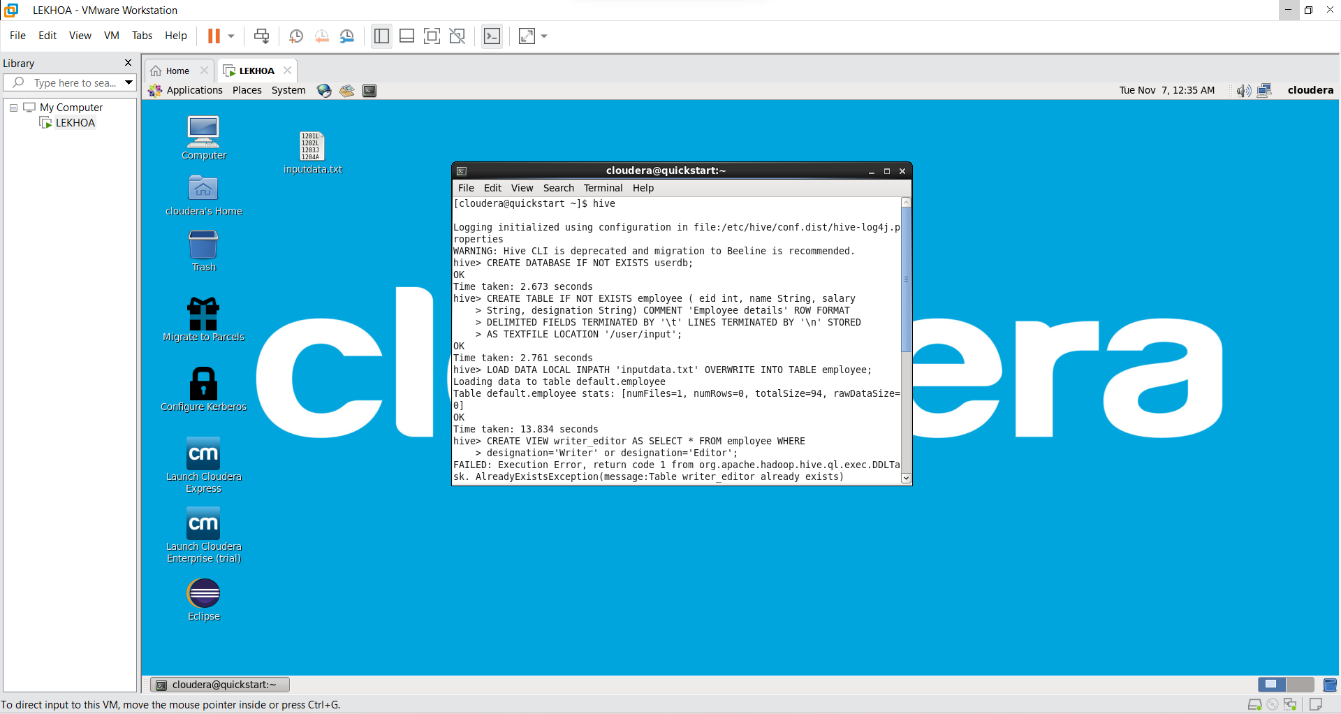 LEKHOA - VMware Workstation
File Edit View VM Tabs Help
Library
Type here to sea...
My Computer
LEKHOA
Home
LEKHOA
Applications Places System
Tue Nov 7, 12:35 AM
cloudera
Computer
cloudera's Home
Trash
Migrate to Parcels
Configure Kerberos
cm
Launch Cloudera
Express
cm
Launch Cloudera
Enterprise (trial)
Eclipse
1201L
1202L
1203J
1204A
inputdata.txt
cl era
cloudera@quickstart:~
File Edit View Search Terminal Help
[cloudera@quickstart ~]$ hive
Logging initialized using configuration in file:/etc/hive/conf.dist/hive-log4j.p
roperties
WARNING: Hive CLI is deprecated and migration to Beeline is recommended.
hive> CREATE DATABASE IF NOT EXISTS userdb;
OK
Time taken: 2.673 seconds
hive> CREATE TABLE IF NOT EXISTS employee ( eid int, name String, salary
> String, designation String) COMMENT 'Employee details' ROW FORMAT
> DELIMITED FIELDS TERMINATED BY '\t' LINES TERMINATED BY '\n' STORED
> AS TEXTFILE LOCATION '/user/input';
OK
Time taken: 2.761 seconds
hive> LOAD DATA LOCAL INPATH 'inputdata.txt' OVERWRITE INTO TABLE employee;
Loading data to table default.employee
Table default.employee stats: [numFiles=1, numRows=0, totalSize=94, rawDataSize=
0]
OK
Time taken: 13.834 seconds
hive> CREATE VIEW writer_editor AS SELECT * FROM employee WHERE
> designation='Writer' or designation='Editor';
FAILED: Execution Error, return code 1 from org.apache.hadoop.hive.ql.exec.DDLTa
sk. AlreadyExistsException(message:Table writer_editor already exists)
cloudera@quickstart:~
To direct input to this VM, move the mouse pointer inside or press Ctrl+G.